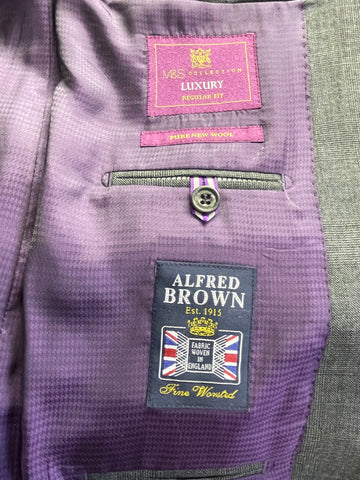 M&S COLLECTION
LUXURY
REGULAR FIT
PURE NEW WOOL
ALFRED
BROWN
Est. 1915
FABRIC
WOVEN IN
ENGLAND
Fine Worsted